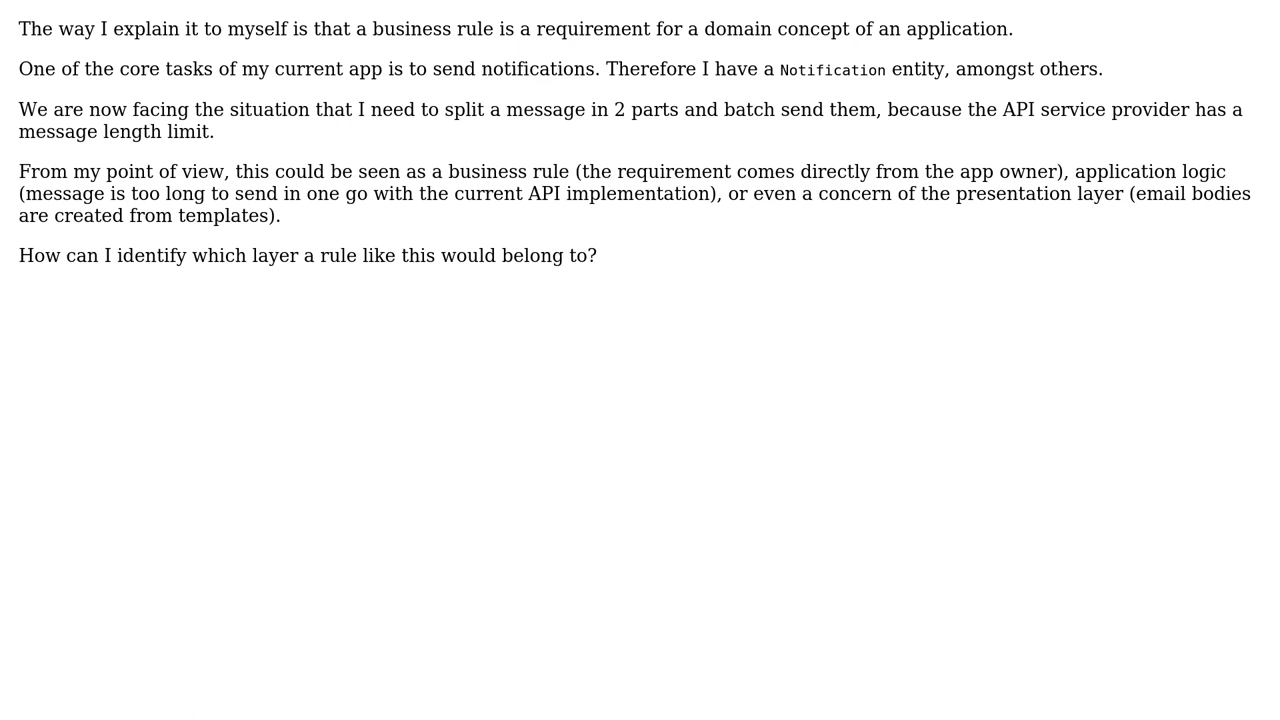 The way I explain it to myself is that a business rule is a requirement for a domain concept of an application.
One of the core tasks of my current app is to send notifications. Therefore I have a Notification entity, amongst others.
We are now facing the situation that I need to split a message in 2 parts and batch send them, because the API service provider has a
message length limit.
From my point of view, this could be seen as a business rule (the requirement comes directly from the app owner), application logic
(message is too long to send in one go with the current API implementation), or even a concern of the presentation layer (email bodies
are created from templates).
How can I identify which layer a rule like this would belong to?